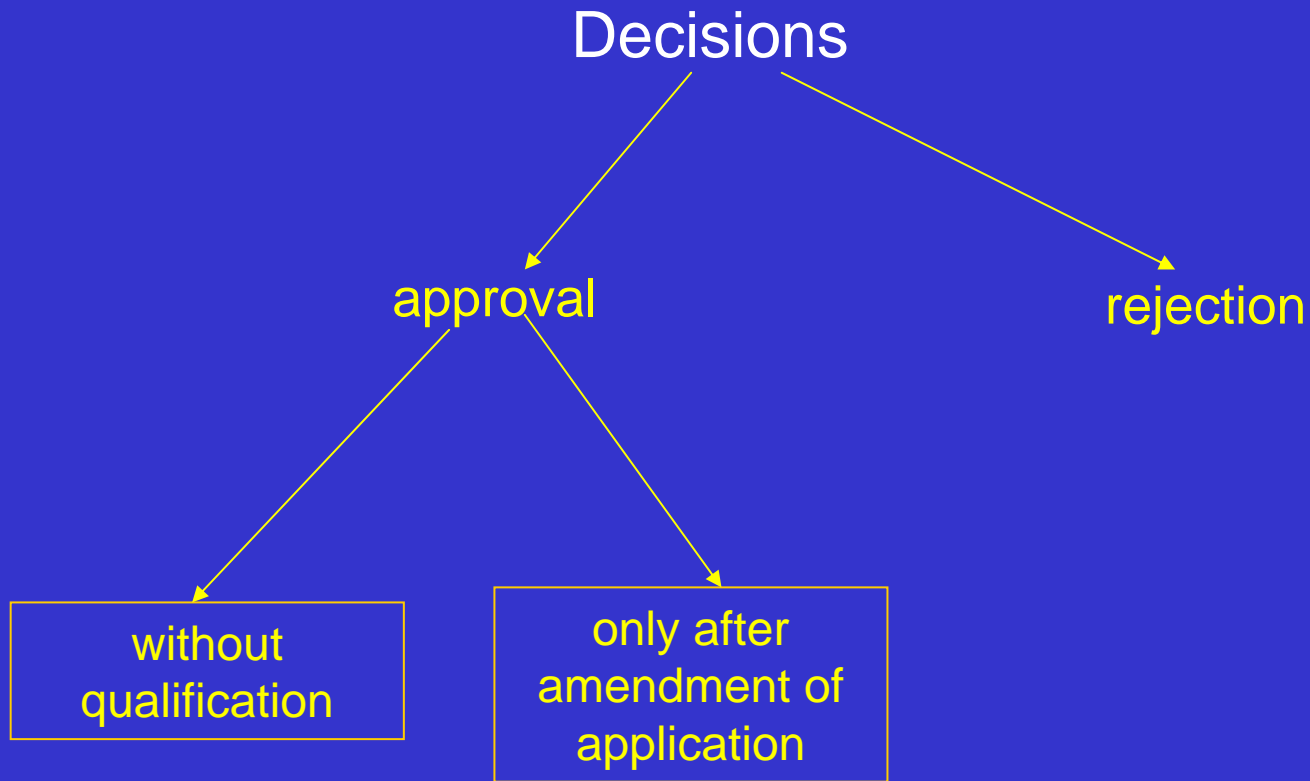 Decisions
approval
rejection
without
qualification
only after
amendment of
application